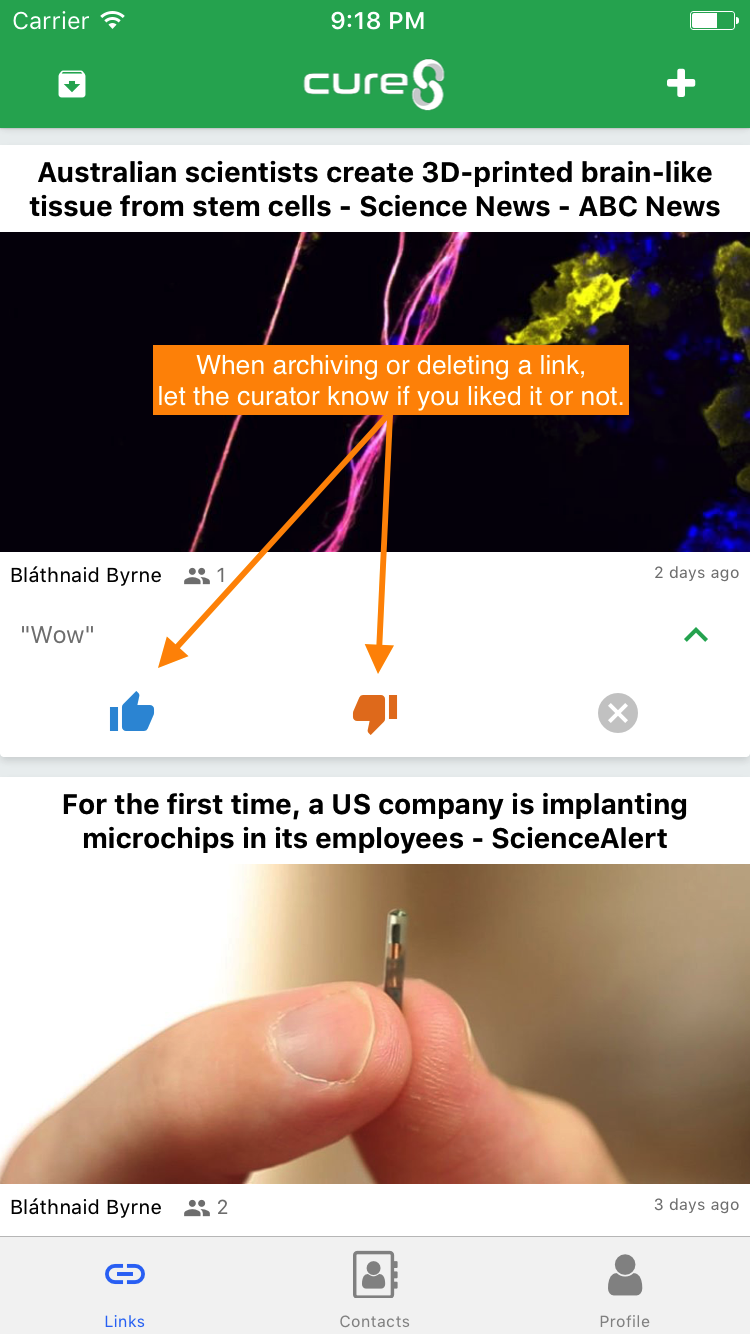 Carrier 9:18 PM
cure8
Australian scientists create 3D-printed brain-like
tissue from stem cells - Science News - ABC News
When archiving or deleting a link,
let the curator know if you liked it or not.
Bláthnaid Byrne 1 2 days ago
"Wow"
For the first time, a US company is implanting
microchips in its employees - ScienceAlert
Bláthnaid Byrne 2 3 days ago
Links Contacts Profile